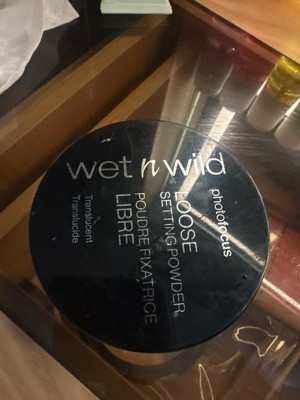 wet n wild
photofocus
LOOSE
SETTING POWDER
POUDRE FIXATRICE
LIBRE
Translucent
Translucide